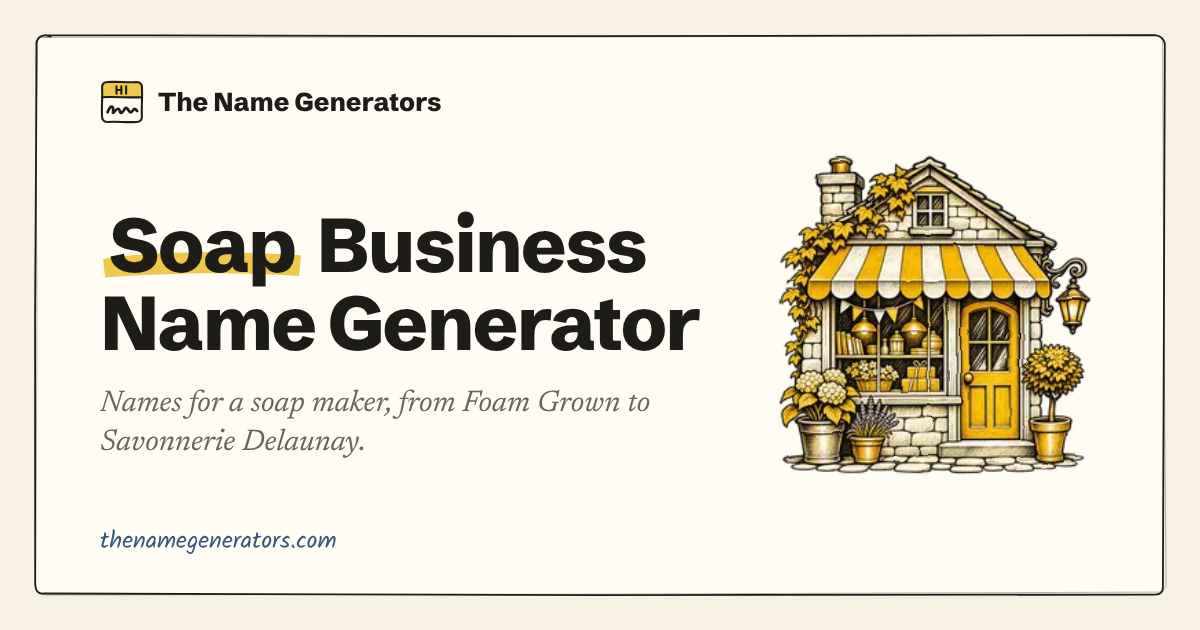 HI
The Name Generators
Soap Business
Name Generator
Names for a soap maker, from Foam Grown to
Savonnerie Delaunay.
thenamegenerators.com